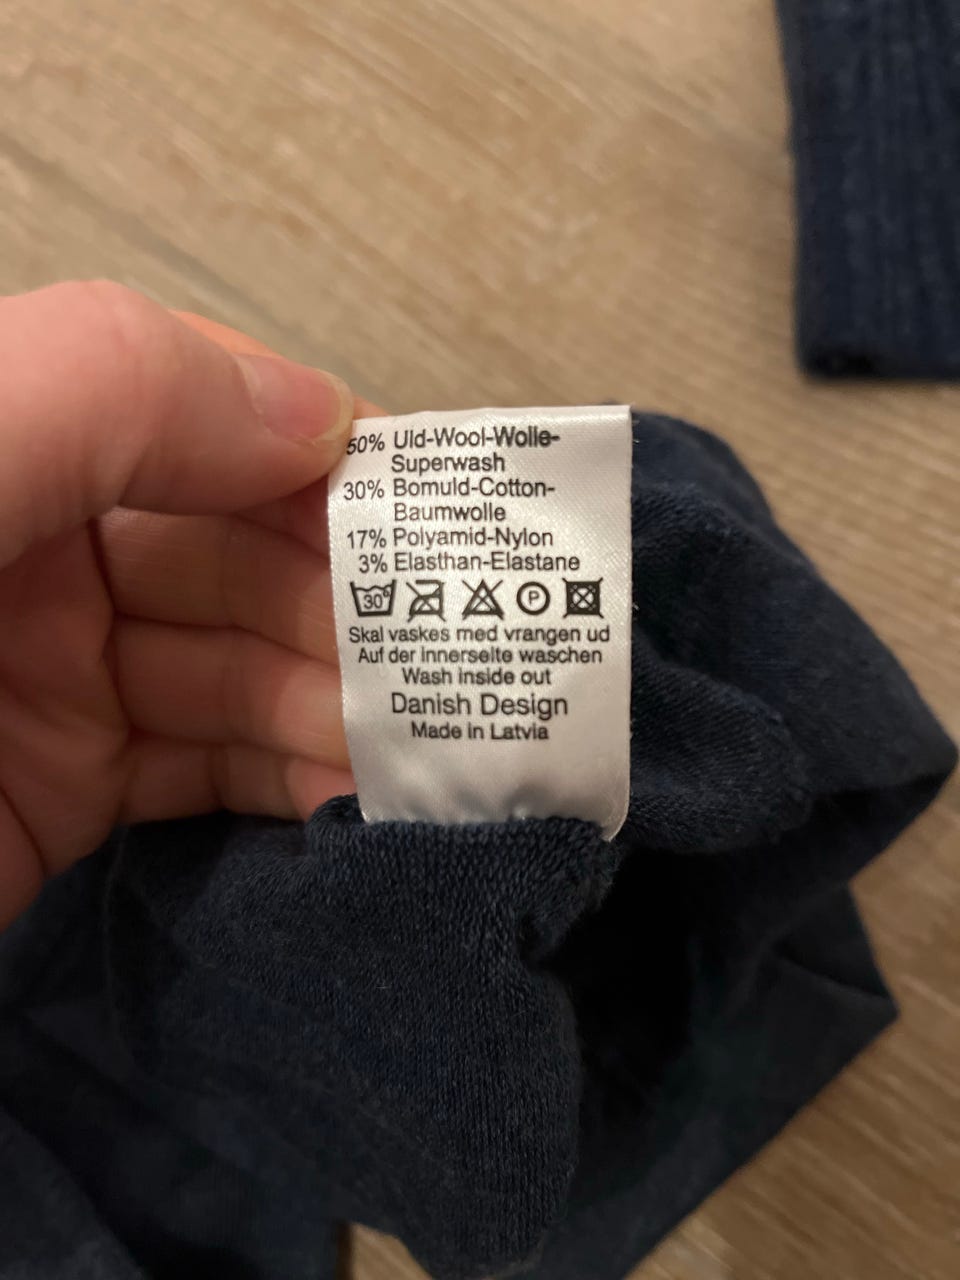 50% Uld-Wool-Wolle-
Superwash
30% Bomuld-Cotton-
Baumwolle
17% Polyamid-Nylon
3% Elasthan-Elastane
30° P
Skal vaskes med vrangen ud
Auf der innerseite waschen
Wash inside out
Danish Design
Made in Latvia